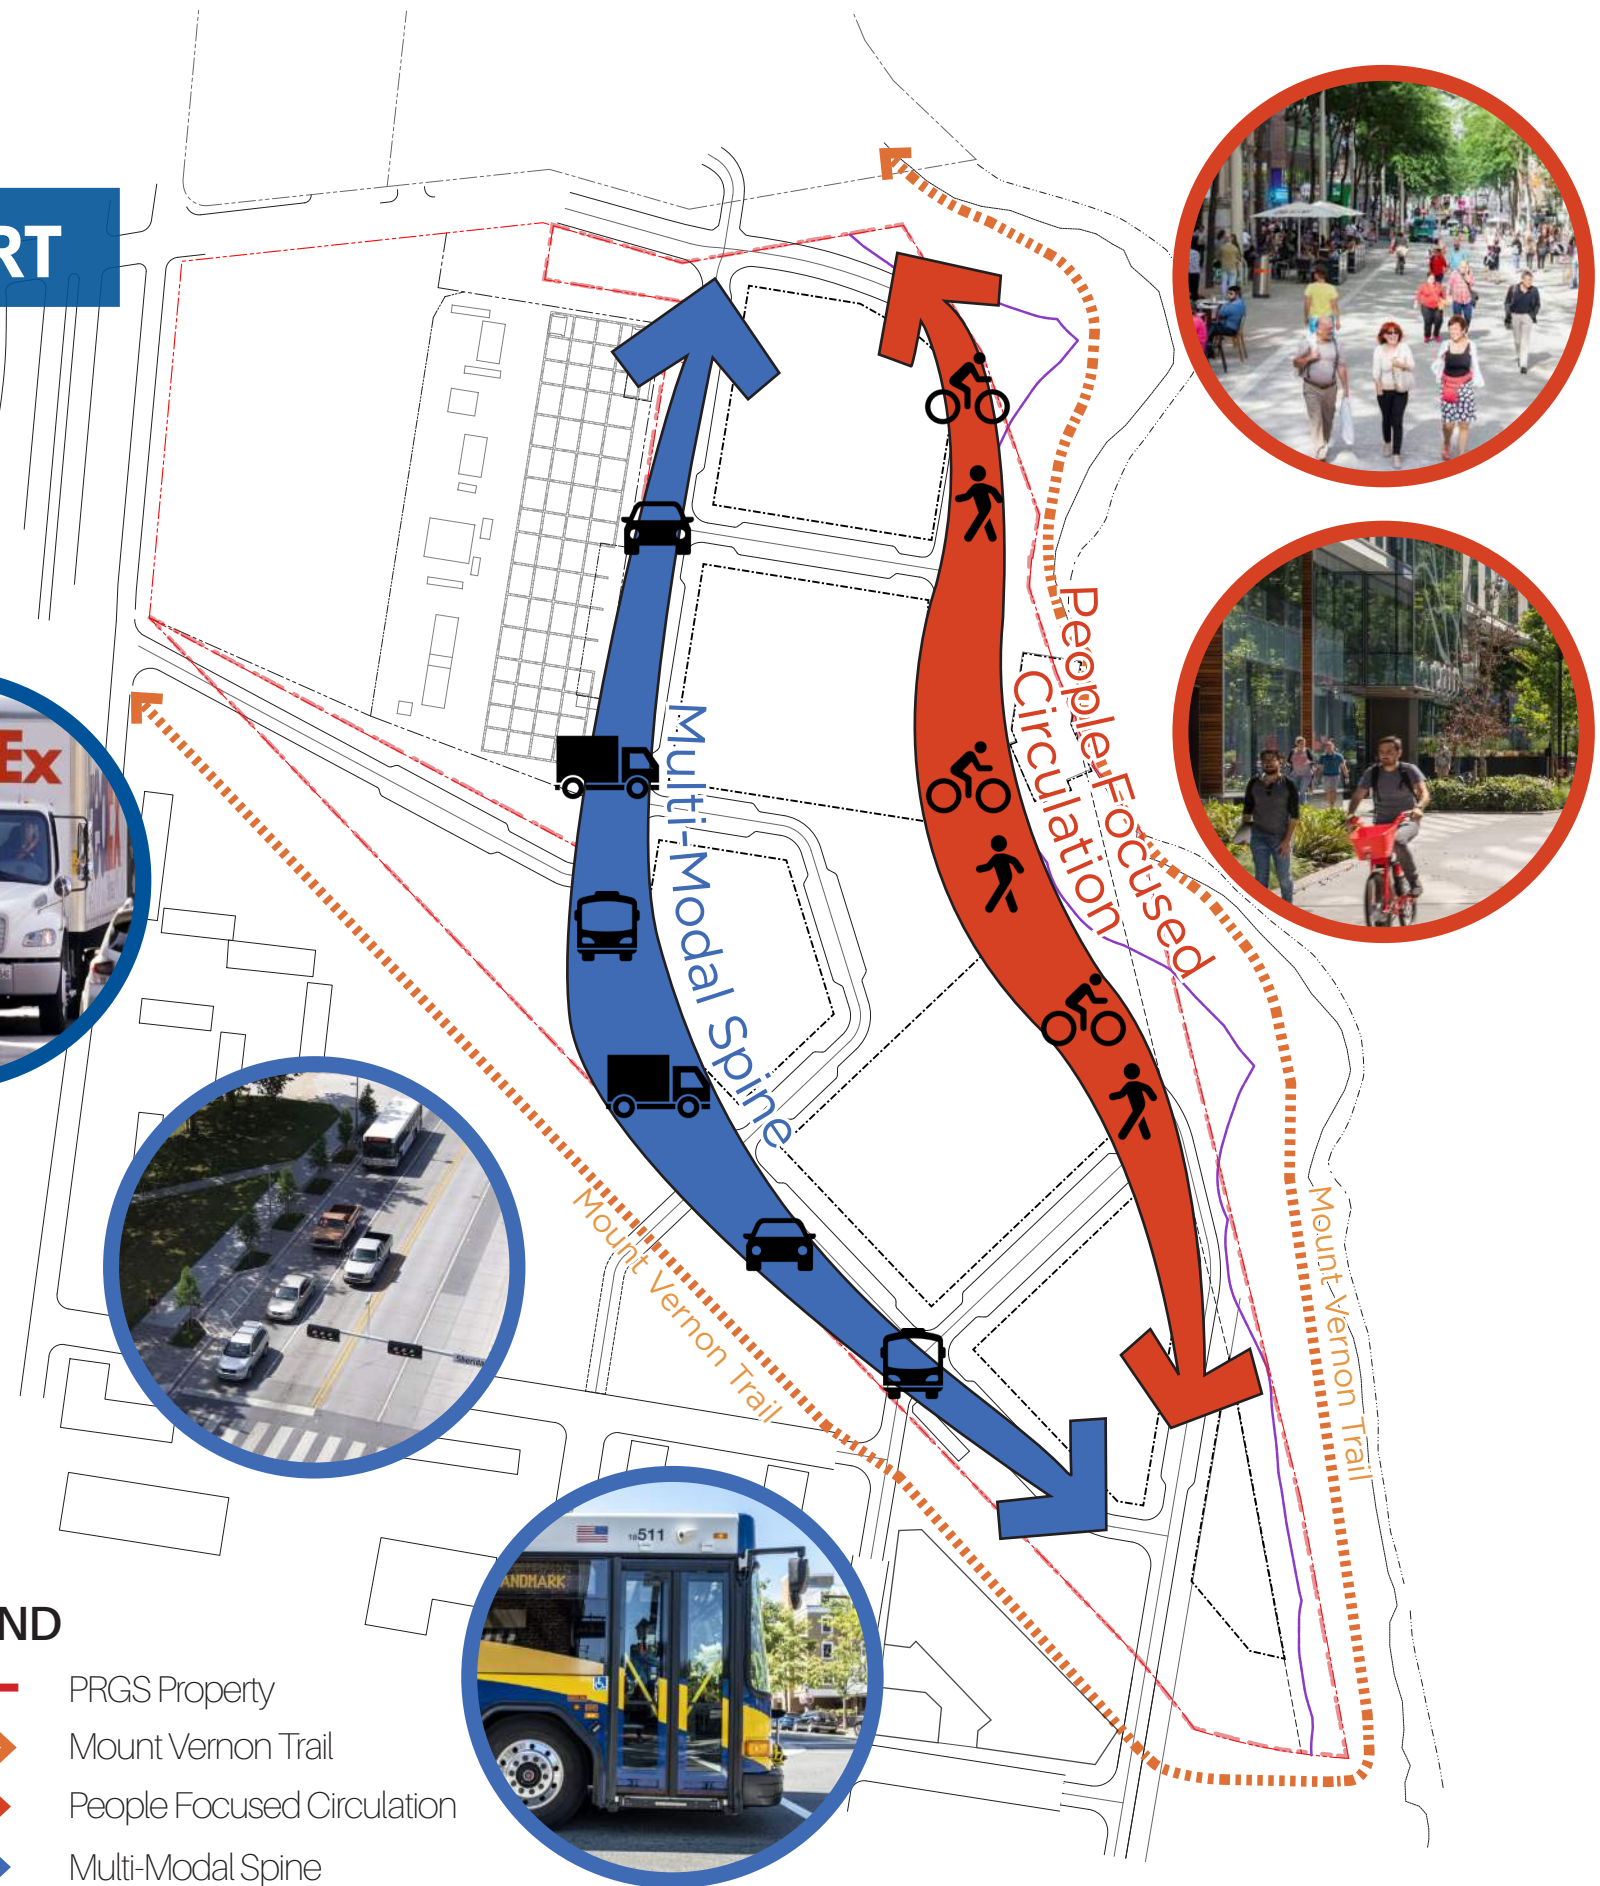 RT
Ex
People Focused
Circulation
Multi-Modal Spine
Mount Vernon Trail
Mount Vernon Trail
511
ANDMARK
ND
PRGS Property
Mount Vernon Trail
People Focused Circulation
Multi-Modal Spine